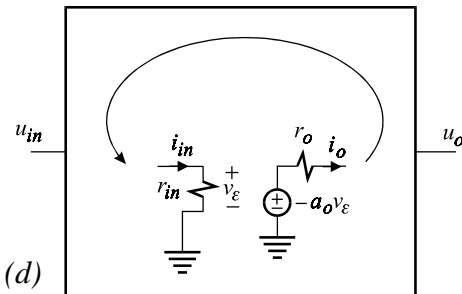 u_in
u_o
i_in
r_in
+
v_ε
−
r_o
i_o
+
−
−a_o v_ε
(d)